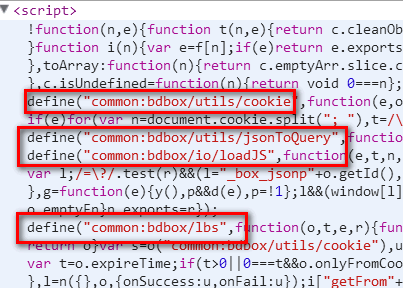 <script>
!function(n,e){function t(n,e){return c.cleanOb
}function i(n){var e=f[n];if(e)return e.exports
},toArray:function(n){return c.emptyArr.slice.c
},c.isUndefined=function(n){return void 0===n};
define("common:bdbox/utils/cookie",function(e,o
if(e)for(var n=document.cookie.split("; "),t=/\
define("common:bdbox/utils/jsonToQuery",func
define("common:bdbox/io/loadJS",function(e,t,n,
var l;/=\?/.test(r)&&(l="_box_jsonp"+o.getId(),
},g=function(e){y(),p&&d(e),p=!1};l&&(window[l]
o.emptyFn}n.exports=r});
define("common:bdbox/lbs",function(o,t,e,r){f
return o}var s=o("common:bdbox/utils/cookie"),u
var t=o.expireTime;if(t>0||0===t&&o.onlyFromCoo
},l=n({},o,{onSuccess:u,onFail:u});i["getFrom"+